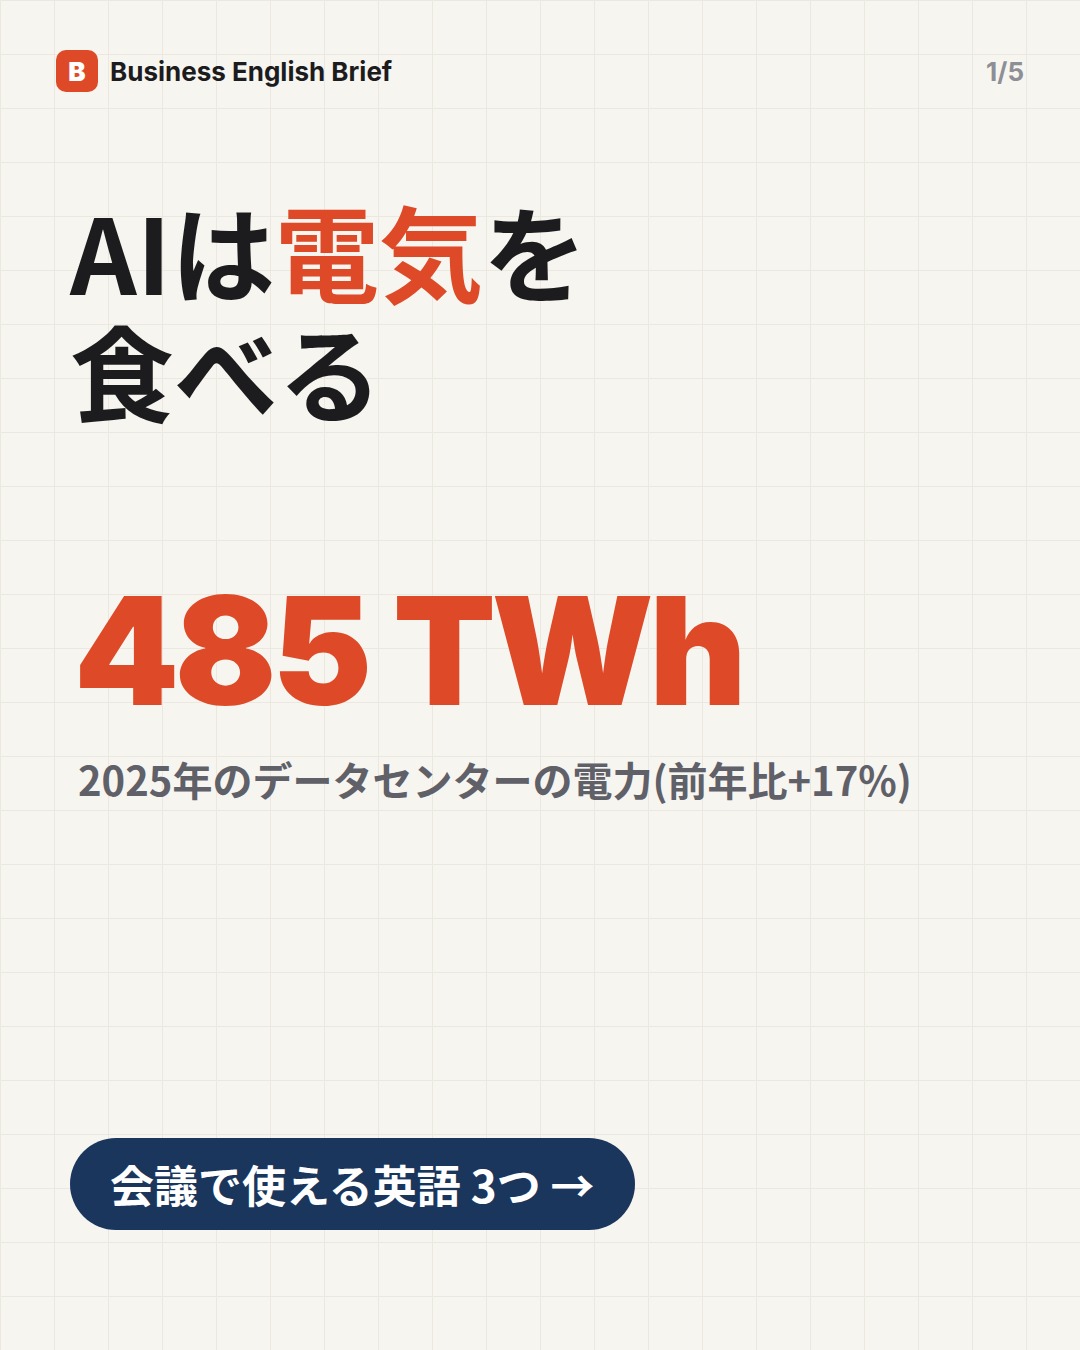 B Business English Brief
1/5
AIは電気を
食べる
485 TWh
2025年のデータセンターの電力(前年比+17%)
会議で使える英語 3つ →